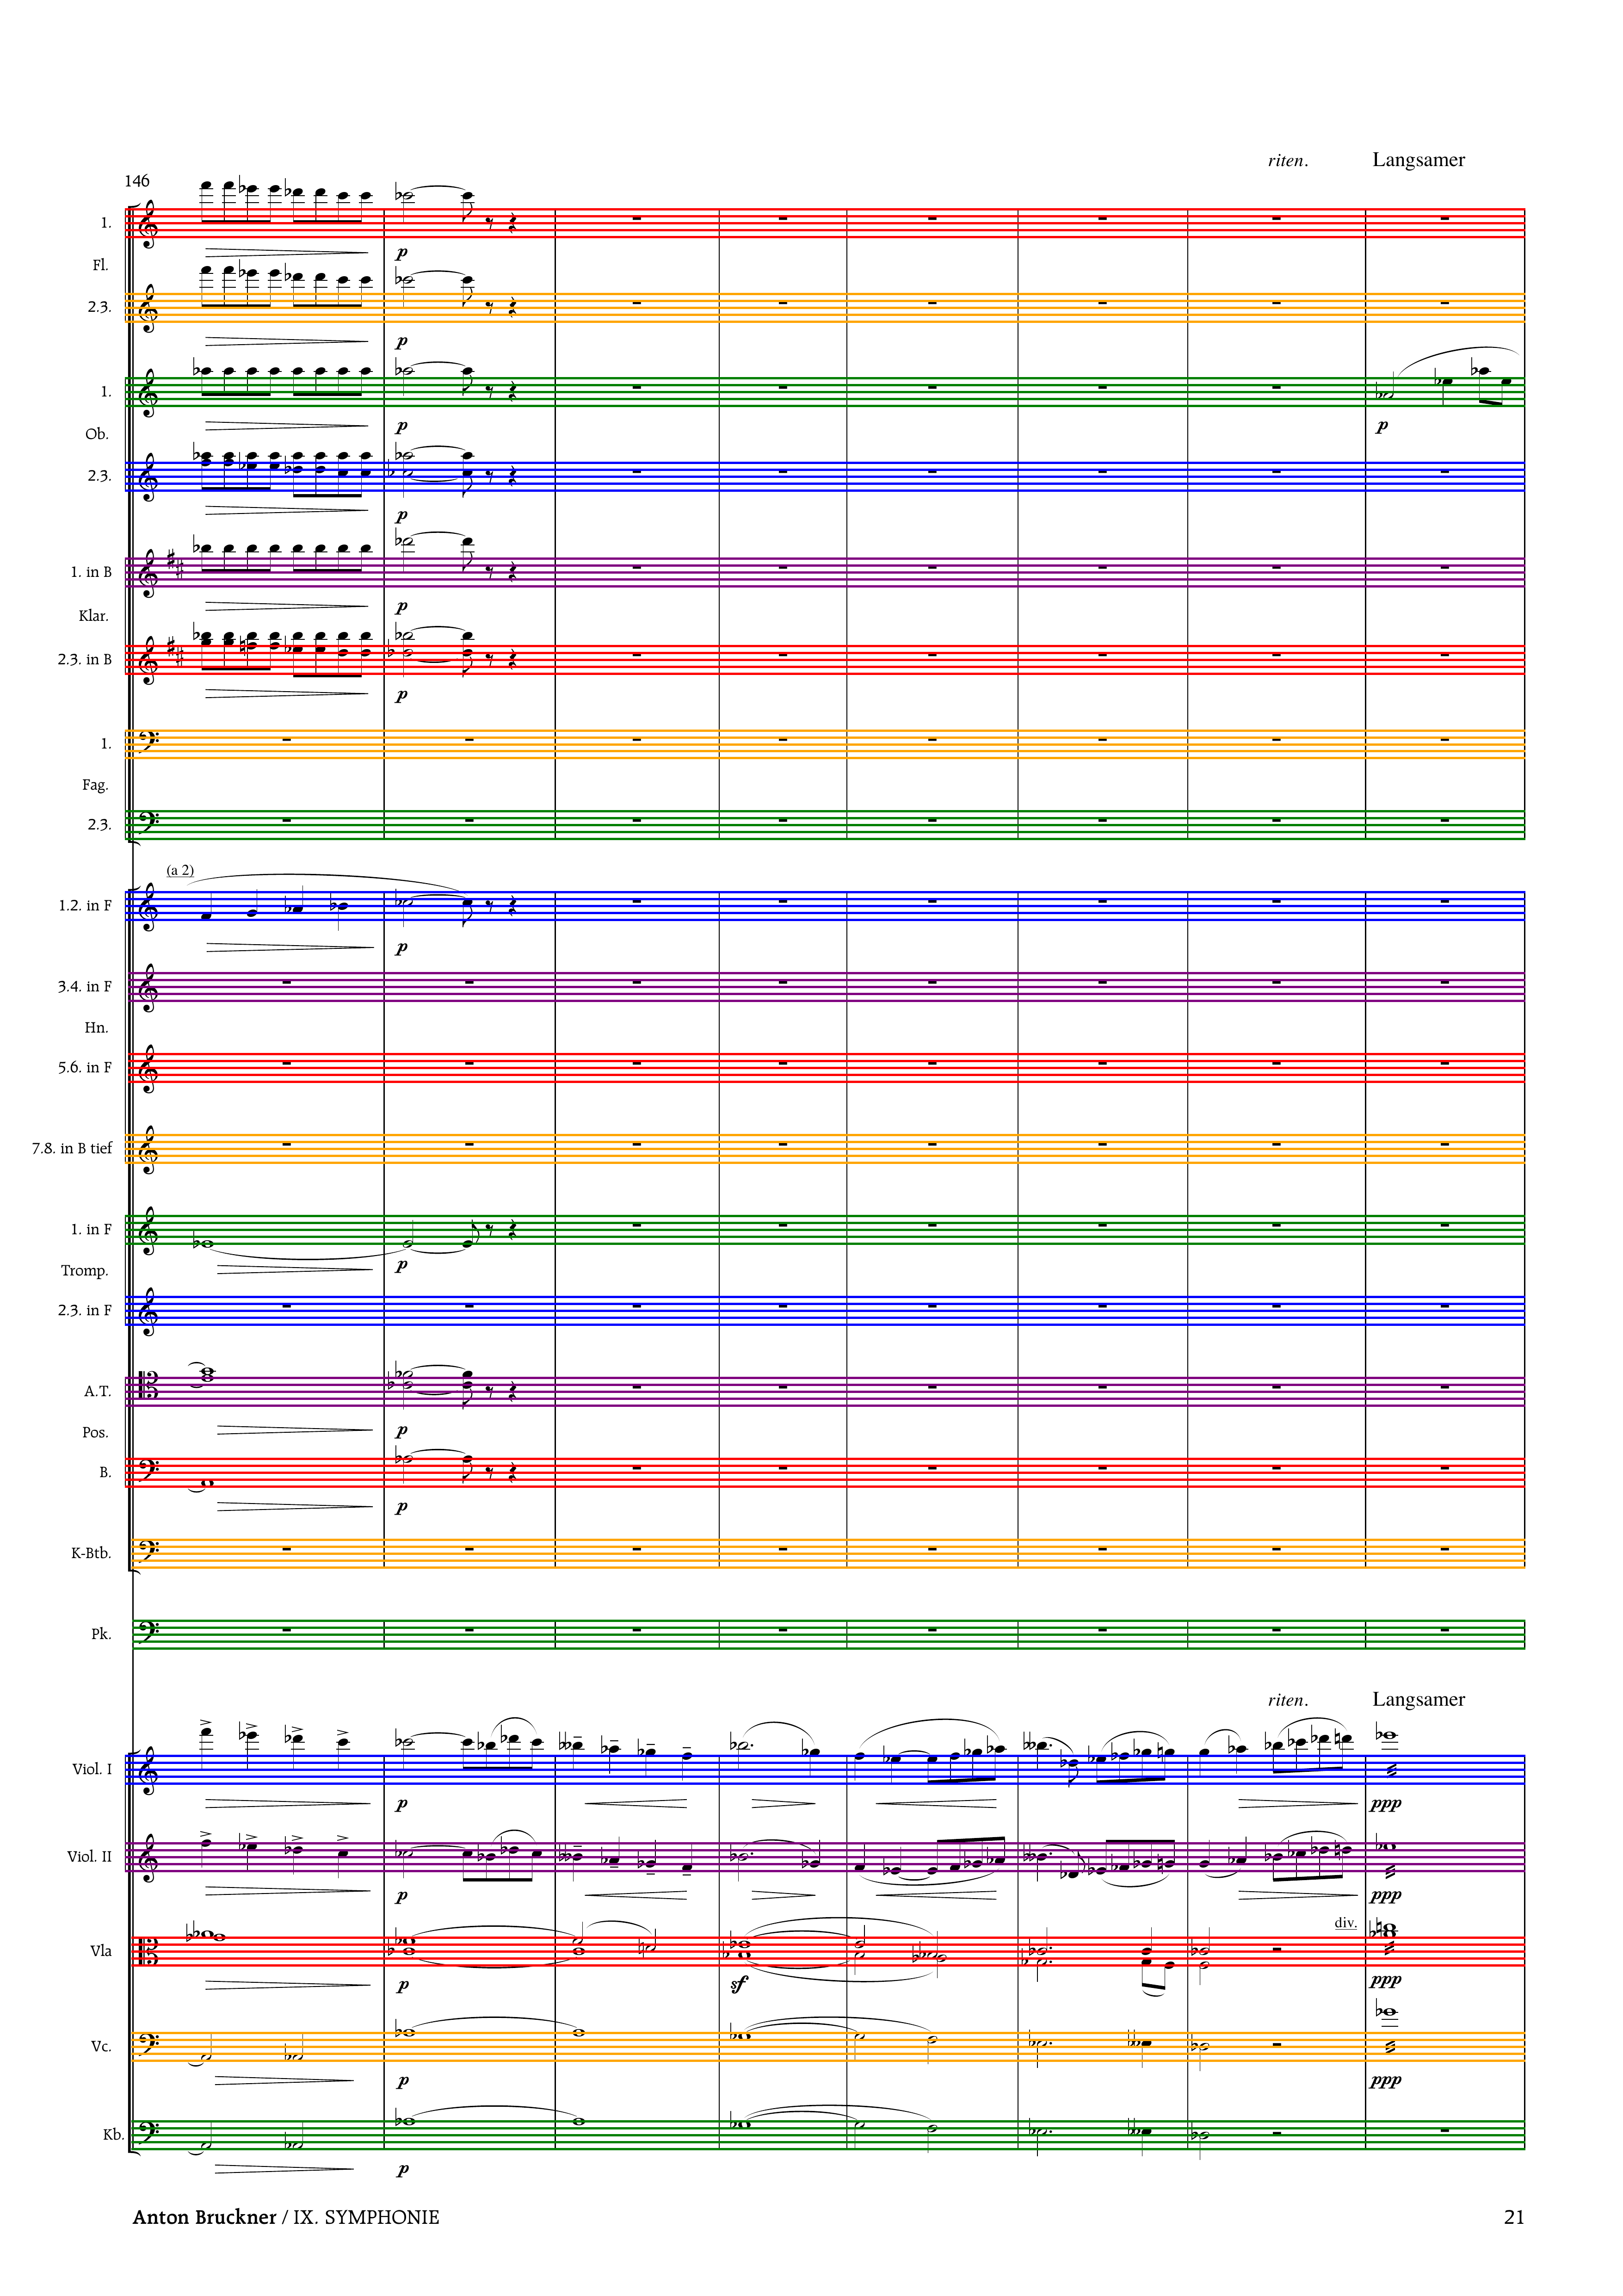 riten. Langsamer
146
1.
Fl.
2.3.
p
p
1.
p
p
Ob.
2.3.
p
1. in B
p
Klar.
2.3. in B
p
1.
Fag.
2.3.
(a 2)
1.2. in F
p
3.4. in F
Hn.
5.6. in F
7.8. in B tief
1. in F
p
Tromp.
2.3. in F
A.T.
p
Pos.
B.
p
K-Btb.
Pk.
riten. Langsamer
Viol. I
p ppp
Viol. II
p ppp
div.
Vla
p sf ppp
Vc.
p ppp
Kb.
p
Anton Bruckner / IX. SYMPHONIE 21